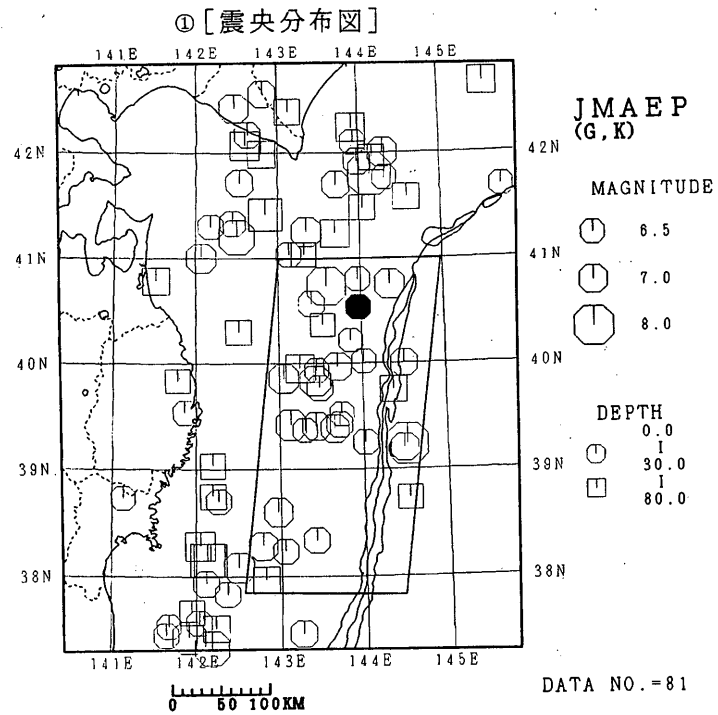 ①[震央分布図]
141E 142E 143E 144E 145E
JMAEP
(G,K)
42N 42N
MAGNITUDE
6.5
41N 41N
7.0
8.0
40N 40N
DEPTH
0.0
I
30.0
I
80.0
39N 39N
38N 38N
141E 142E 143E 144E 145E
0 50 100KM
DATA NO.=81